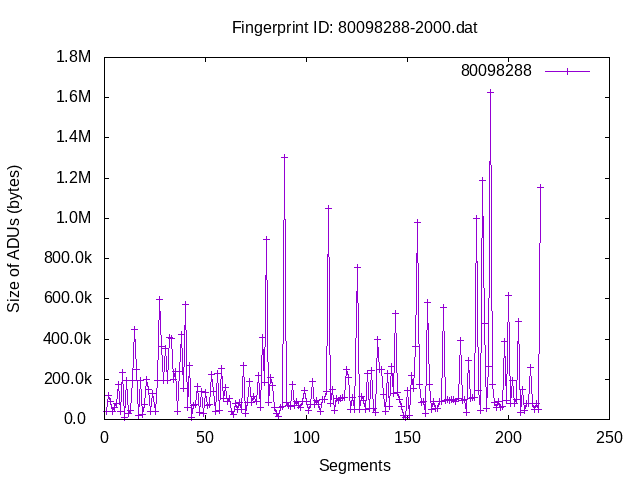 Fingerprint ID: 80098288-2000.dat
1.8M
80098288
1.6M
1.4M
1.2M
1.0M
800.0k
600.0k
400.0k
200.0k
0.0
Size of ADUs (bytes)
0 50 100 150 200 250
Segments